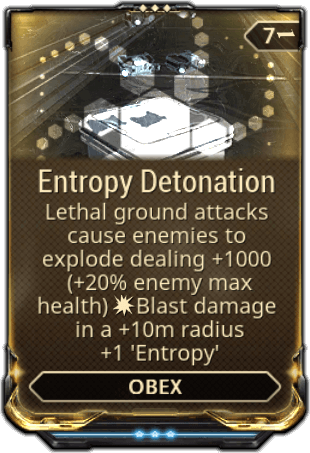 7
Entropy Detonation
Lethal ground attacks
cause enemies to
explode dealing +1000
(+20% enemy max
health) Blast damage
in a +10m radius
+1 'Entropy'
OBEX